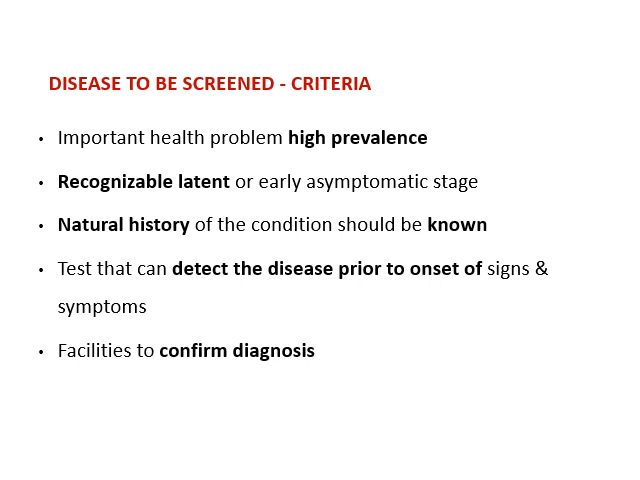 DISEASE TO BE SCREENED - CRITERIA
• Important health problem high prevalence
• Recognizable latent or early asymptomatic stage
• Natural history of the condition should be known
• Test that can detect the disease prior to onset of signs &
symptoms
• Facilities to confirm diagnosis